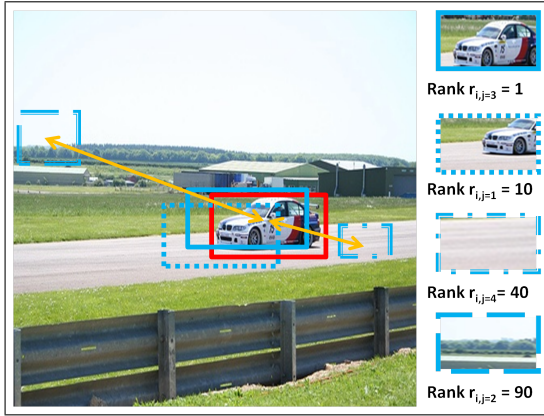 Rank r_{i,j=3} = 1
Rank r_{i,j=1} = 10
Rank r_{i,j=4}= 40
Rank r_{i,j=2} = 90